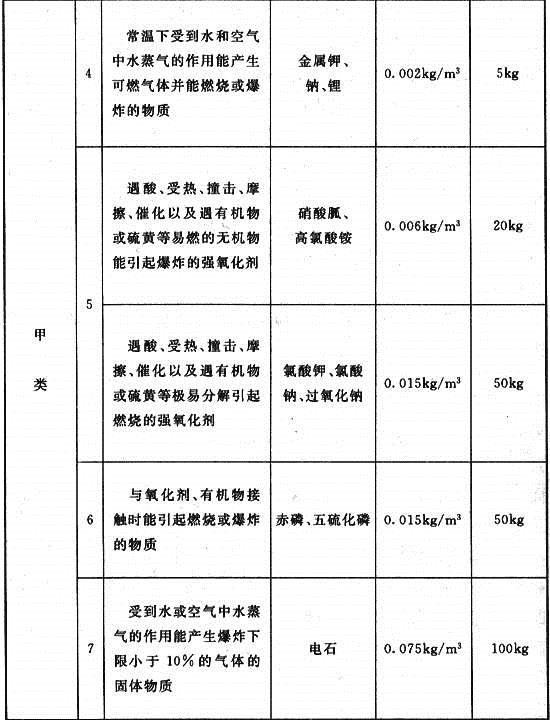 甲
类
4
常温下受到水和空气
中水蒸气的作用能产生
可燃气体并能燃烧或爆
炸的物质
金属钾、
钠、锂
0.002kg/m³
5kg
5
遇酸、受热、撞击、摩
擦、催化以及遇有机物
或硫黄等易燃的无机物
能引起爆炸的强氧化剂
硝酸胍、
高氯酸铵
0.006kg/m³
20kg
遇酸、受热、撞击、摩
擦、催化以及遇有机物
或硫黄等极易分解引起
燃烧的强氧化剂
氯酸钾、氯酸
钠、过氧化钠
0.015kg/m³
50kg
6
与氧化剂、有机物接
触时能引起燃烧或爆炸
的物质
赤磷、五硫化磷
0.015kg/m³
50kg
7
受到水或空气中水蒸
气的作用能产生爆炸下
限小于 10%的气体的
固体物质
电石
0.075kg/m³
100kg